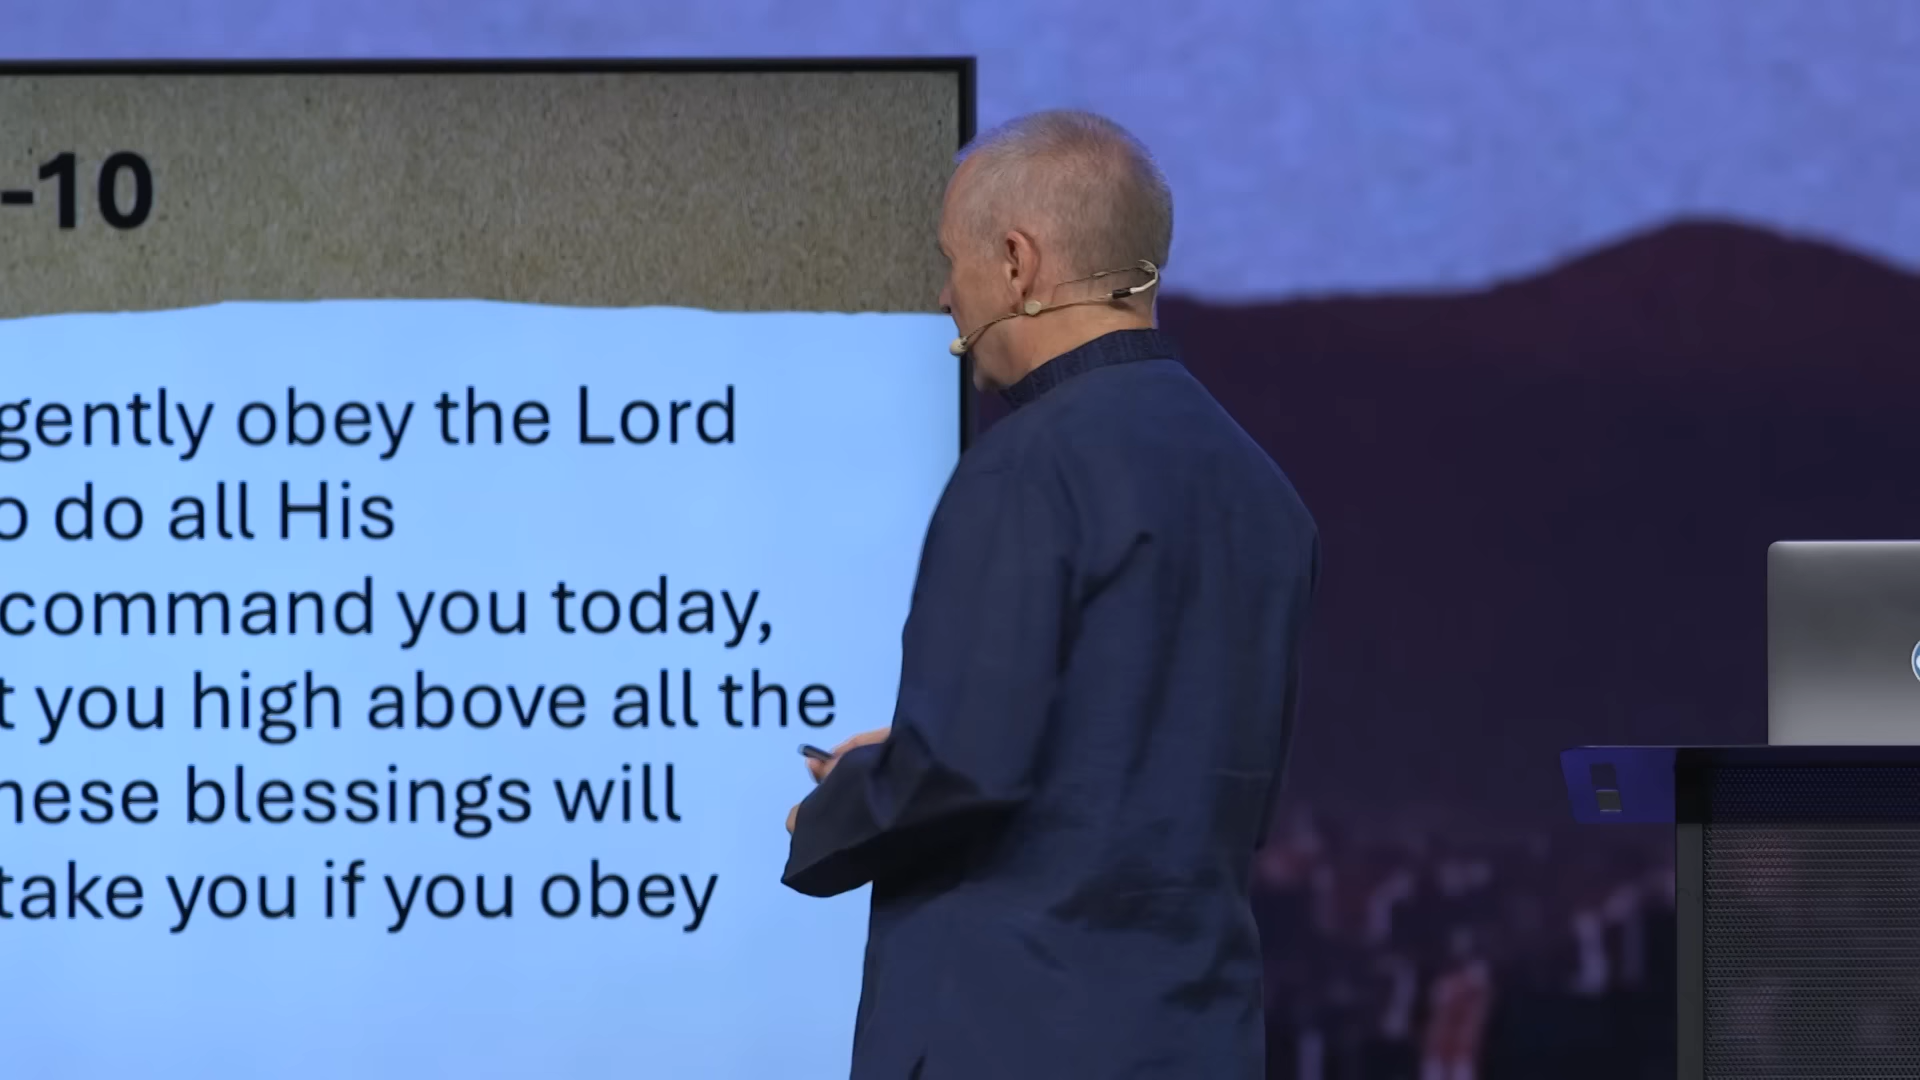 -10
gently obey the Lord
o do all His
command you today,
t you high above all the
hese blessings will
take you if you obey